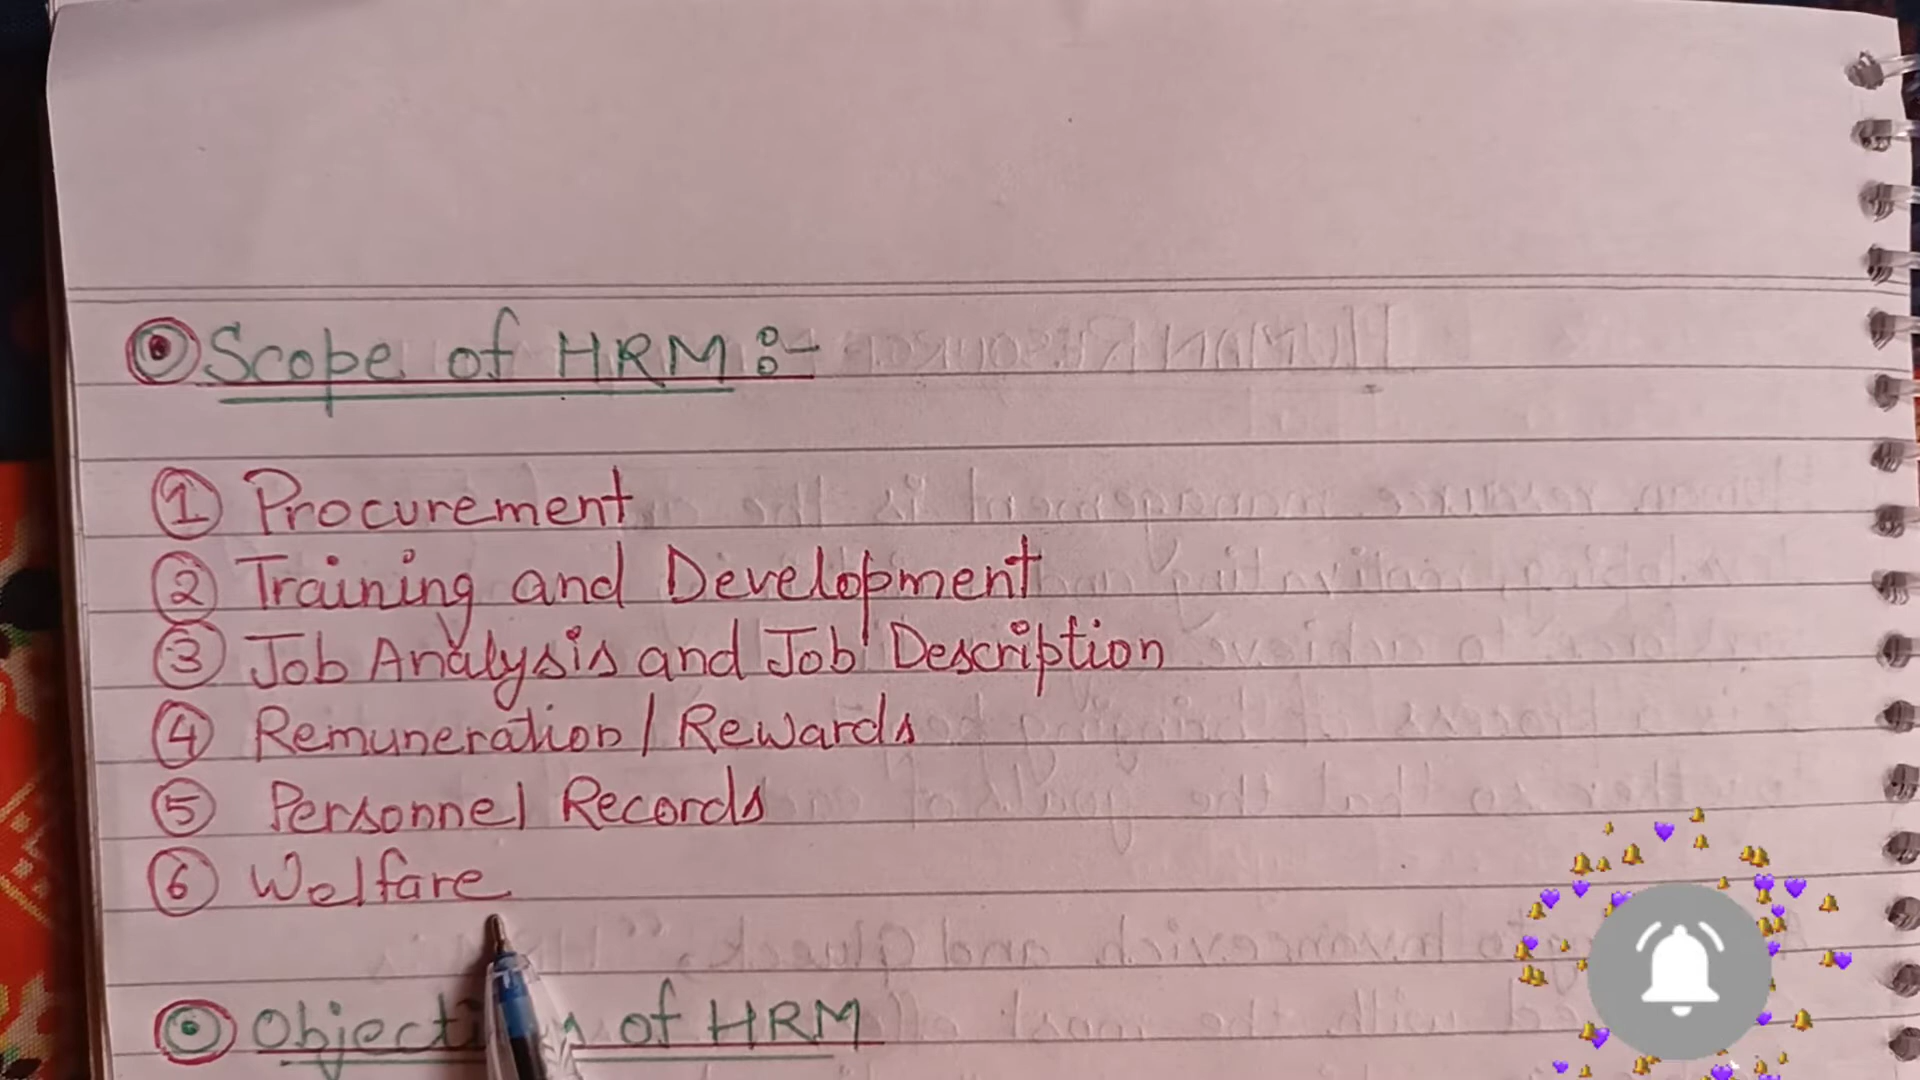 Scope of HRM :-
① Procurement
② Training and Development
③ Job Analysis and Job Description
④ Remuneration / Rewards
⑤ Personnel Records
⑥ Welfare
of HRM